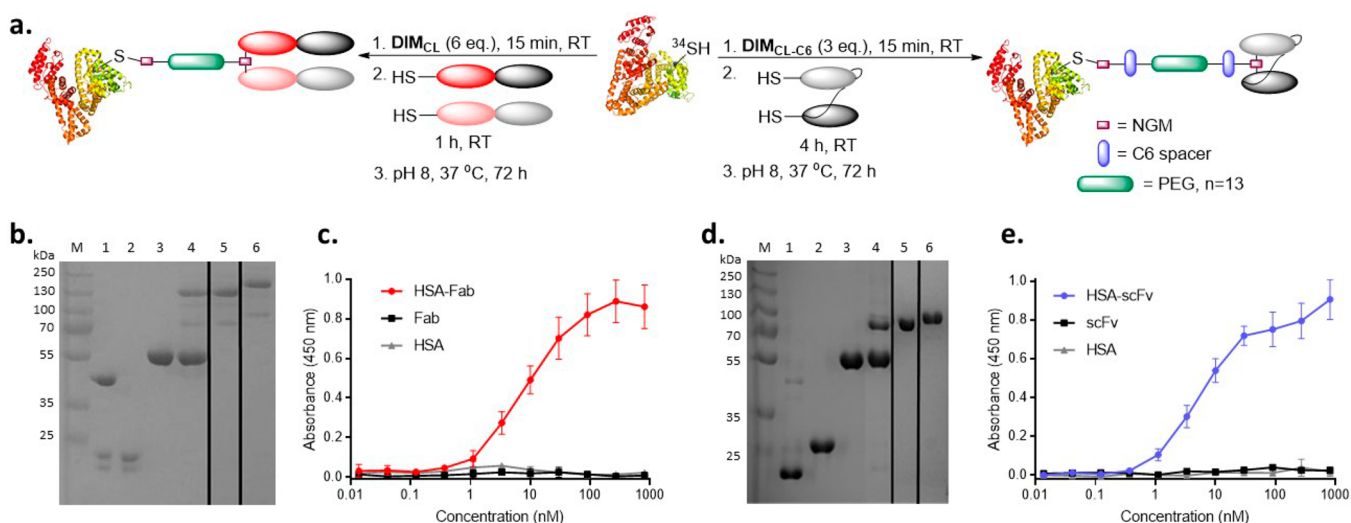 a.
1. DIMCL (6 eq.), 15 min, RT
2.
HS
HS
1 h, RT
3. pH 8, 37 ⁰C, 72 h
S
³⁴SH
1. DIMCL-C6 (3 eq.), 15 min, RT
2.
HS
HS
4 h, RT
3. pH 8, 37 ⁰C, 72 h
S
= NGM
= C6 spacer
= PEG, n=13
b.
M 1 2 3 4 5 6
kDa
250
130
100
70
55
35
25
c.
Absorbance (450 nm)
1.0
0.8
0.6
0.4
0.2
0.0
HSA-Fab
Fab
HSA
0.01 0.1 1 10 100 1000
Concentration (nM)
d.
M 1 2 3 4 5 6
kDa
250
130
100
70
55
35
25
e.
Absorbance (450 nm)
1.0
0.8
0.6
0.4
0.2
0.0
HSA-scFv
scFv
HSA
0.01 0.1 1 10 100 1000
Concentration (nM)